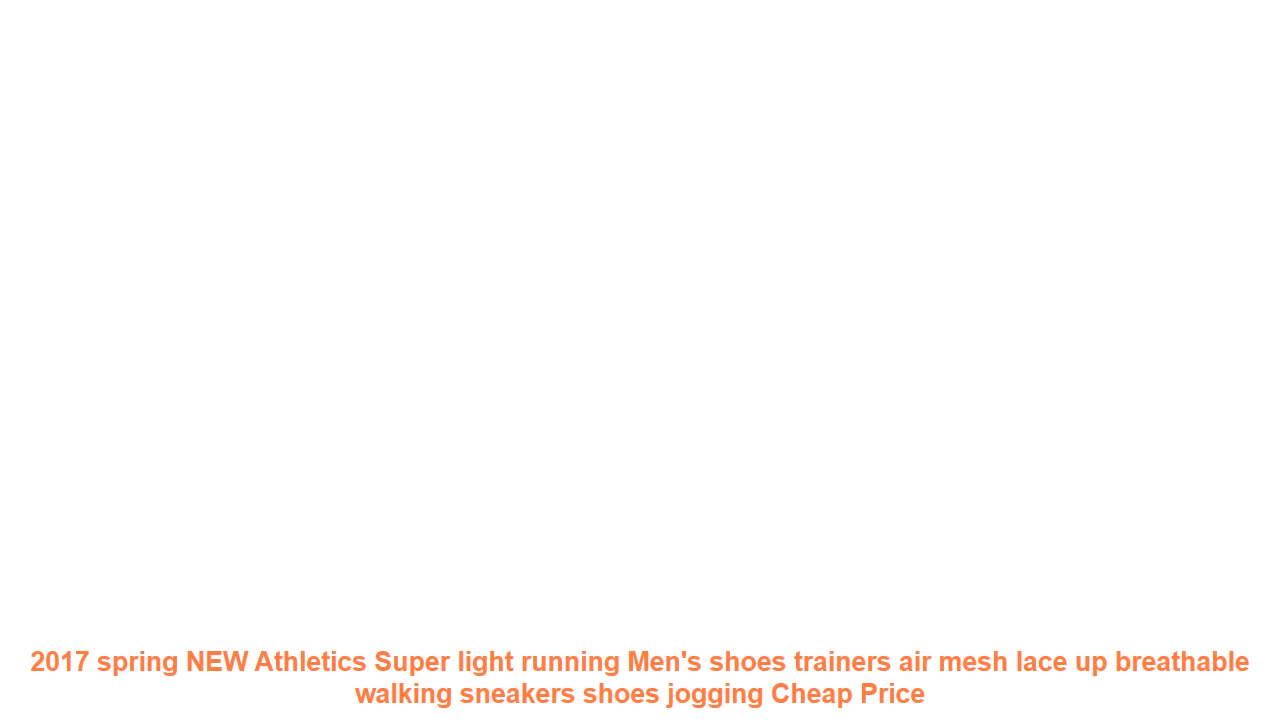 2017 spring NEW Athletics Super light running Men's shoes trainers air mesh lace up breathable
walking sneakers shoes jogging Cheap Price